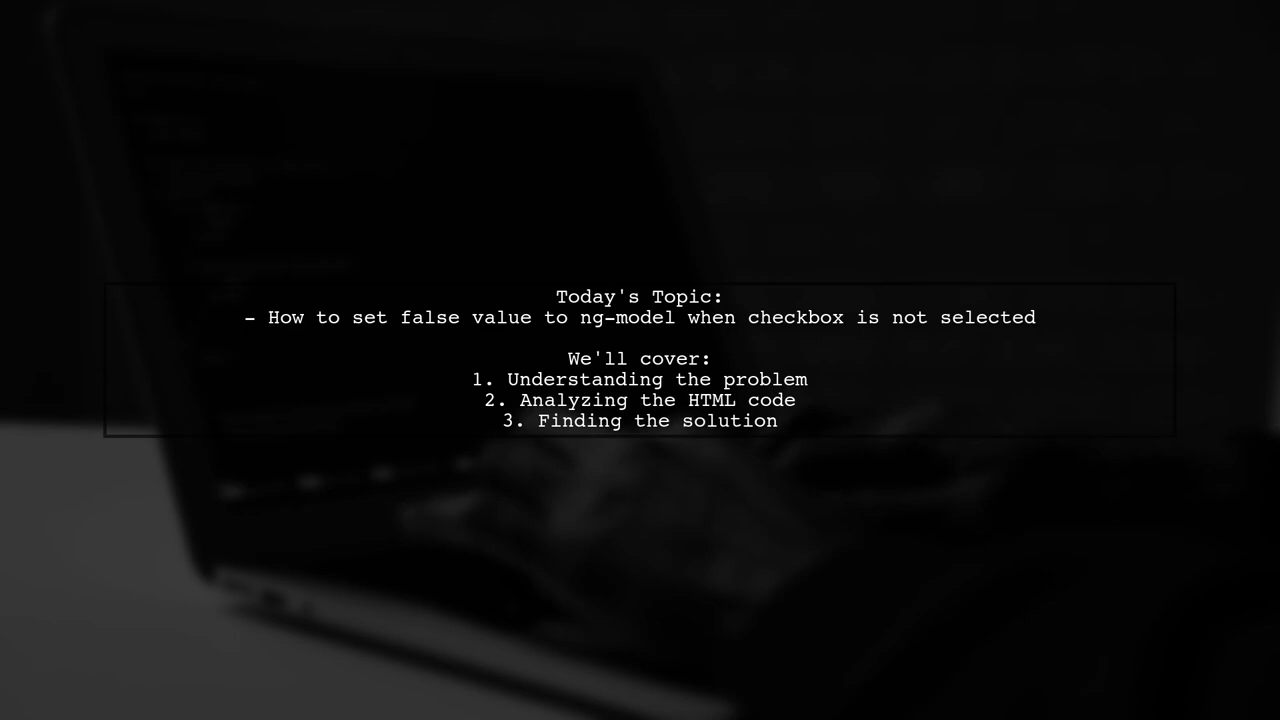 Today's Topic:
- How to set false value to ng-model when checkbox is not selected
We'll cover:
1. Understanding the problem
2. Analyzing the HTML code
3. Finding the solution